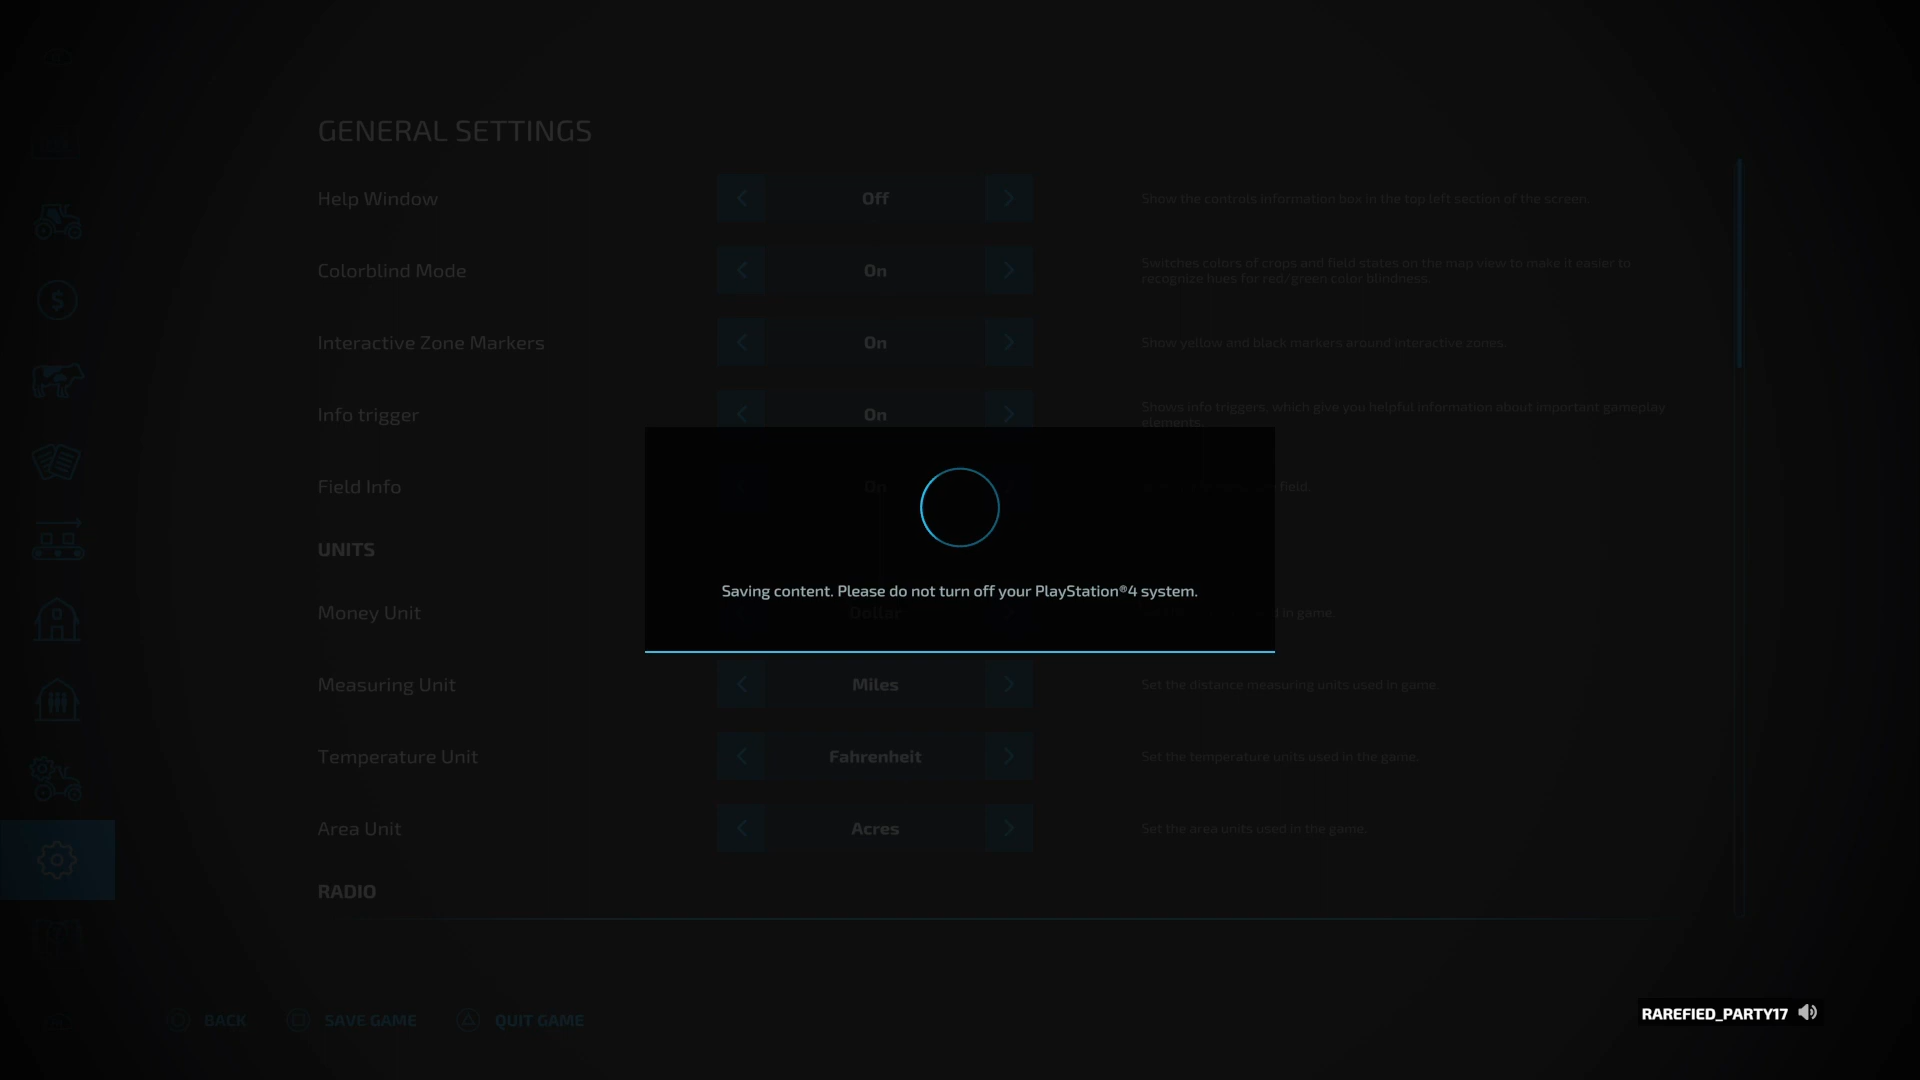 GENERAL SETTINGS
Help Window
Off
Show the controls information box in the top left section of the screen.
Colorblind Mode
On
Switches colors of crops and field states on the map view to make it easier to
recognize hues for red/green color blindness.
Interactive Zone Markers
On
Show yellow and black markers around interactive zones.
Info trigger
On
Shows info triggers, which give you helpful information about important gameplay
elements.
Field Info
On
field.
Saving content. Please do not turn off your PlayStation®4 system.
UNITS
Money Unit
Dollar
in game.
Measuring Unit
Miles
Set the distance measuring units used in game.
Temperature Unit
Fahrenheit
Set the temperature units used in the game.
Area Unit
Acres
Set the area units used in the game.
RADIO
BACK
SAVE GAME
QUIT GAME
RAREFIED_PARTY17